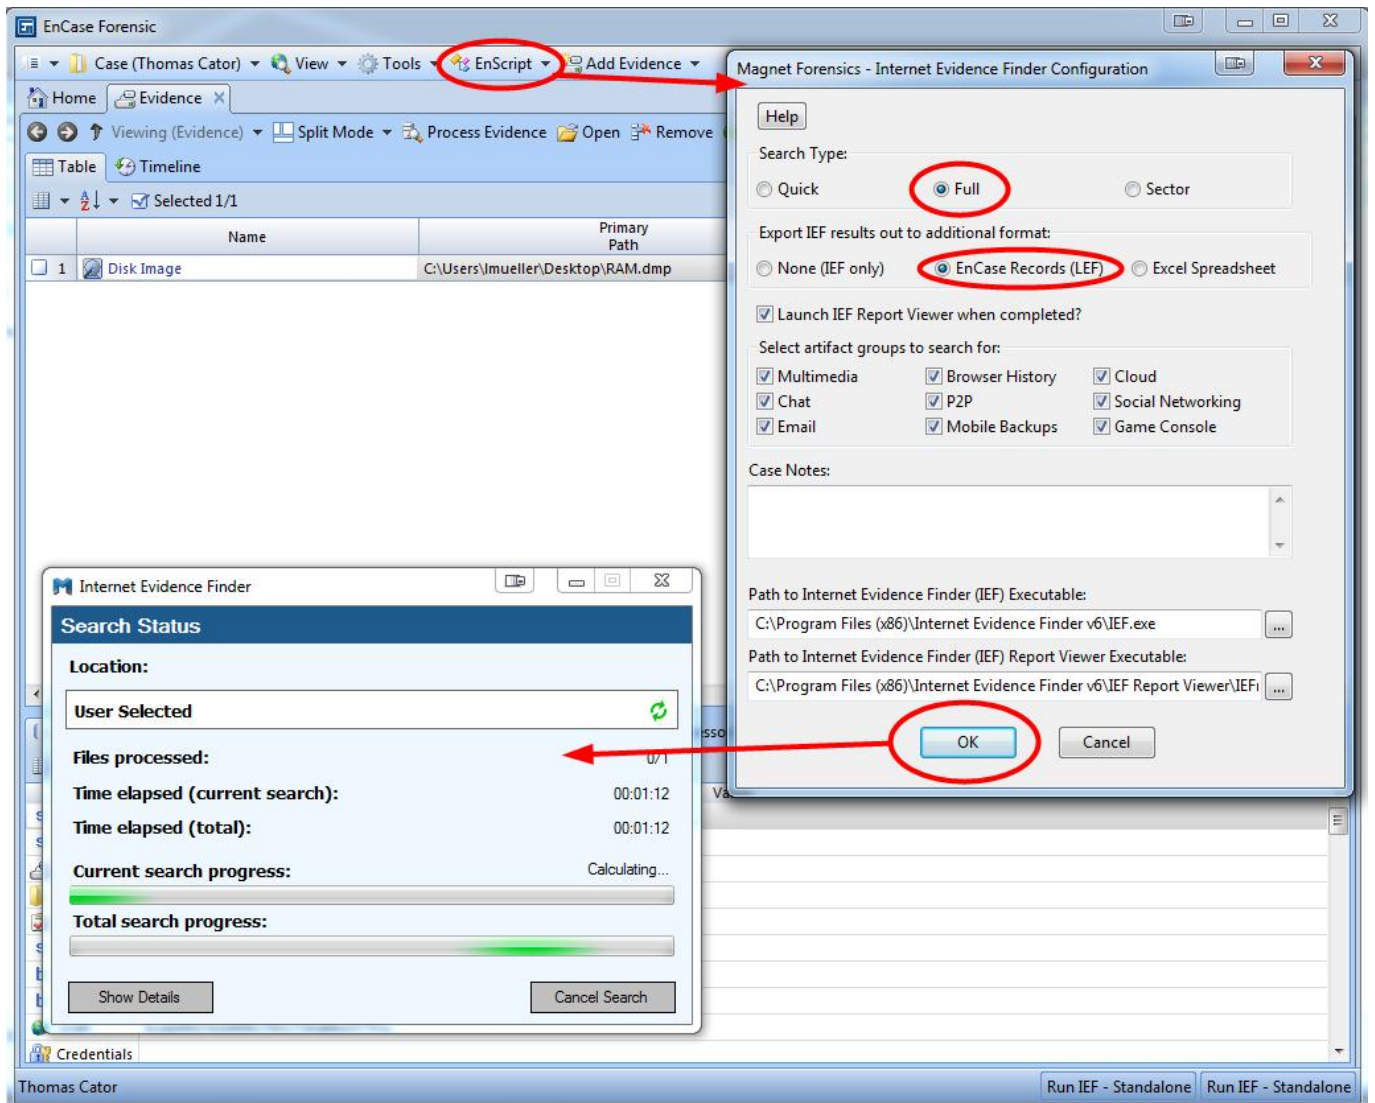 EnCase Forensic
Case (Thomas Cator) View Tools EnScript Add Evidence
Home Evidence
Viewing (Evidence) Split Mode Process Evidence Open Remove
Table Timeline
Selected 1/1
Name Primary Path
1 Disk Image C:\Users\lmueller\Desktop\RAM.dmp
Magnet Forensics - Internet Evidence Finder Configuration
Help
Search Type:
Quick Full Sector
Export IEF results out to additional format:
None (IEF only) EnCase Records (LEF) Excel Spreadsheet
Launch IEF Report Viewer when completed?
Select artifact groups to search for:
Multimedia Browser History Cloud
Chat P2P Social Networking
Email Mobile Backups Game Console
Case Notes:
Path to Internet Evidence Finder (IEF) Executable:
C:\Program Files (x86)\Internet Evidence Finder v6\IEF.exe ...
Path to Internet Evidence Finder (IEF) Report Viewer Executable:
C:\Program Files (x86)\Internet Evidence Finder v6\IEF Report Viewer\IEF ...
OK Cancel
Internet Evidence Finder
Search Status
Location:
User Selected
Files processed: 0/1
Time elapsed (current search): 00:01:12
Time elapsed (total): 00:01:12
Current search progress: Calculating...
Total search progress:
Show Details Cancel Search
Credentials
Thomas Cator Run IEF - Standalone Run IEF - Standalone